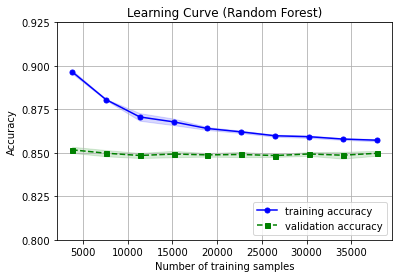 Learning Curve (Random Forest)
0.925
0.900
0.875
0.850
0.825
0.800
Accuracy
training accuracy
validation accuracy
5000 10000 15000 20000 25000 30000 35000
Number of training samples